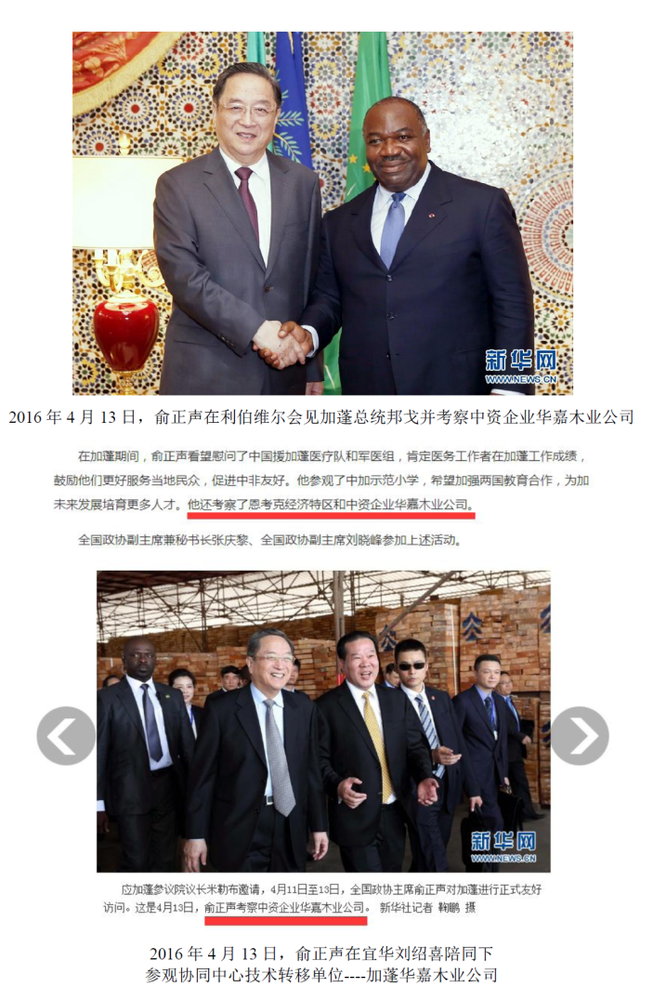 新华网
WWW.NEWS.CN
2016 年 4 月 13 日，俞正声在利伯维尔会见加蓬总统邦戈并考察中资企业华嘉木业公司
在加蓬期间，俞正声看望慰问了中国援加蓬医疗队和军医组，肯定医务工作者在加蓬工作成绩，
鼓励他们更好服务当地民众，促进中非友好。他参观了中加示范小学，希望加强两国教育合作，为加
未来发展培育更多人才。他还考察了恩考克经济特区和中资企业华嘉木业公司。
全国政协副主席兼秘书长张庆黎、全国政协副主席刘晓峰参加上述活动。
新华网
WWW.NEWS.CN
应加蓬参议院议长米勒布邀请，4月11日至13日，全国政协主席俞正声对加蓬进行正式友好
访问。这是4月13日，俞正声考察中资企业华嘉木业公司。 新华社记者 鞠鹏 摄
2016 年 4 月 13 日，俞正声在宜华刘绍喜陪同下
参观协同中心技术转移单位----加蓬华嘉木业公司